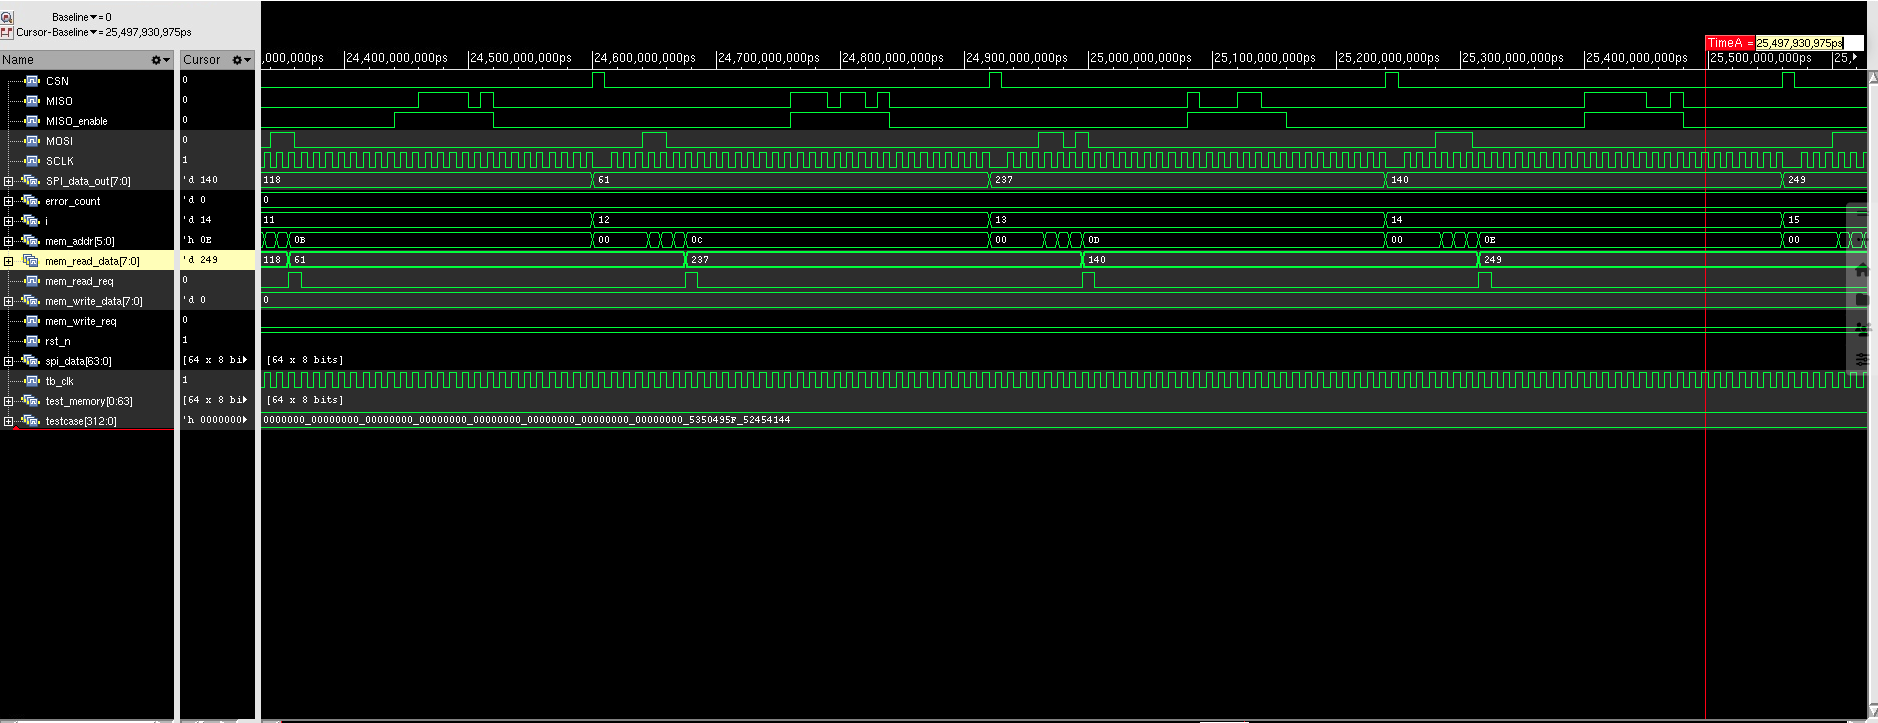 Baseline▼= 0
Cursor-Baseline▼= 25,497,930,975ps
TimeA = 25,497,930,975ps
Name Cursor ,000,000ps 24,400,000,000ps 24,500,000,000ps 24,600,000,000ps 24,700,000,000ps 24,800,000,000ps 24,900,000,000ps 25,000,000,000ps 25,100,000,000ps 25,200,000,000ps 25,300,000,000ps 25,400,000,000ps 25,500,000,000ps 25,
CSN 0
MISO 0
MISO_enable 0
MOSI 0
SCLK 1
SPI_data_out[7:0] 'd 140 118 61 237 140 249
error_count 'd 0 0
i 'd 14 11 12 13 14 15
mem_addr[5:0] 'h 0E 0B 00 0C 00 0D 00 0E 00
mem_read_data[7:0] 'd 249 118 61 237 140 249
mem_read_req 0
mem_write_data[7:0] 'd 0 0
mem_write_req 0
rst_n 1
spi_data[63:0] [64 x 8 bi [64 x 8 bits]
tb_clk 1
test_memory[0:63] [64 x 8 bi [64 x 8 bits]
testcase[312:0] 'h 0000000 0000000_00000000_00000000_00000000_00000000_00000000_00000000_00000000_5350495F_52454144